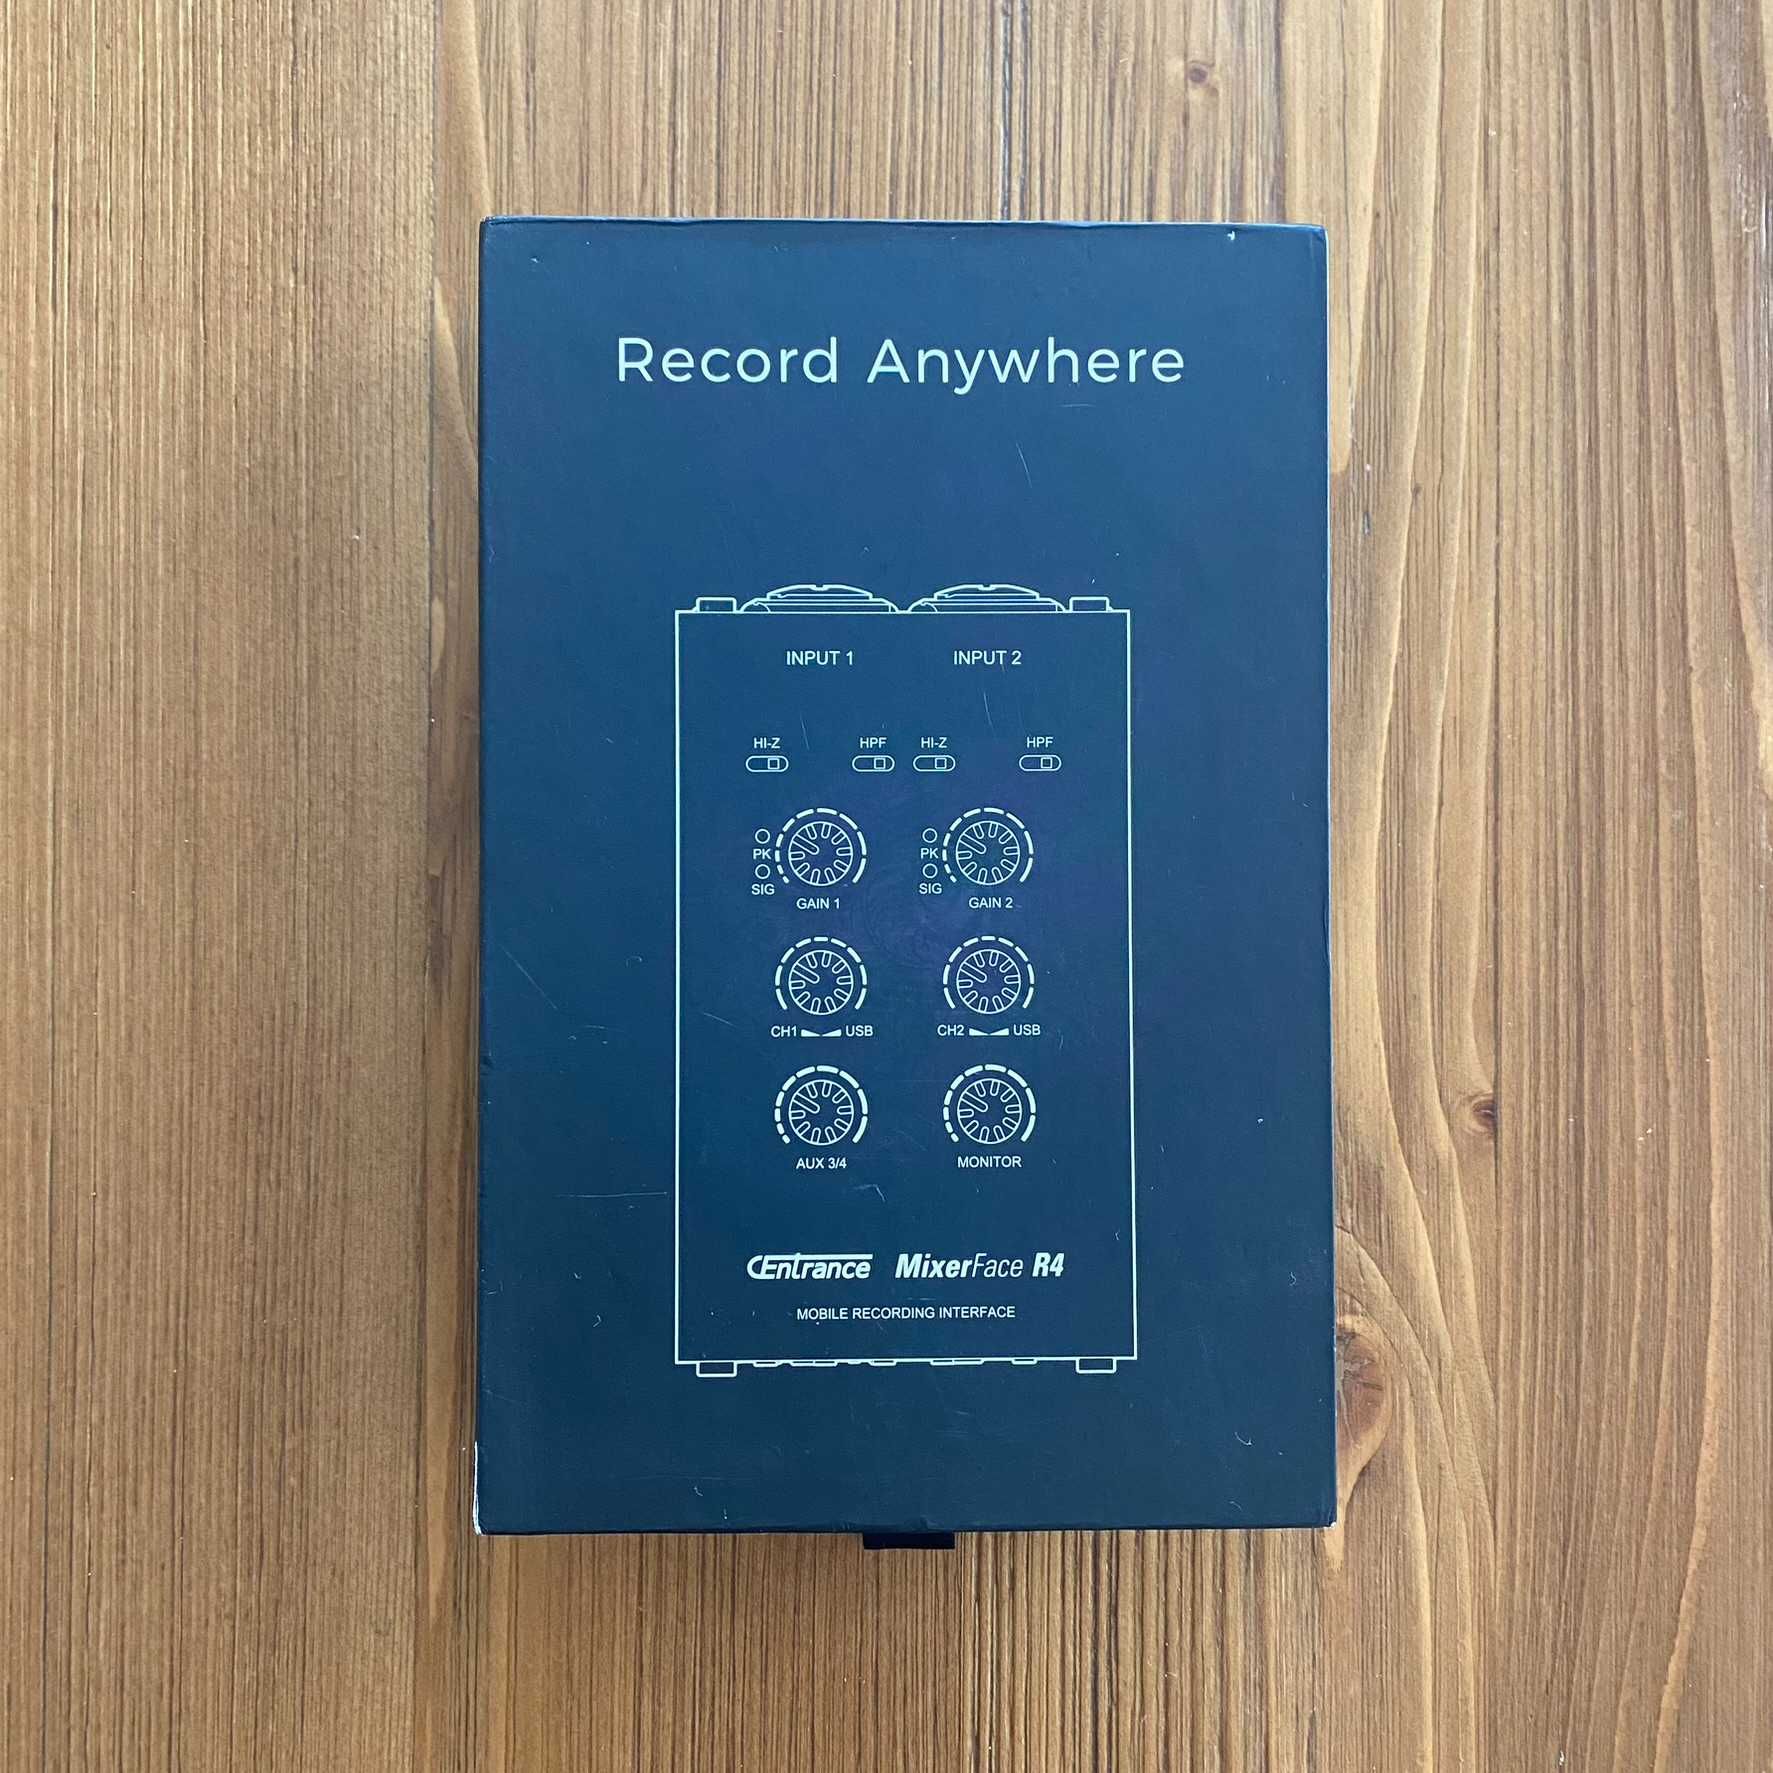 Record Anywhere
INPUT 1 INPUT 2
HI-Z HPF HI-Z HPF
PK PK
SIG SIG
GAIN 1 GAIN 2
CH1 USB CH2 USB
AUX 3/4 MONITOR
CEntrance MixerFace R4
MOBILE RECORDING INTERFACE